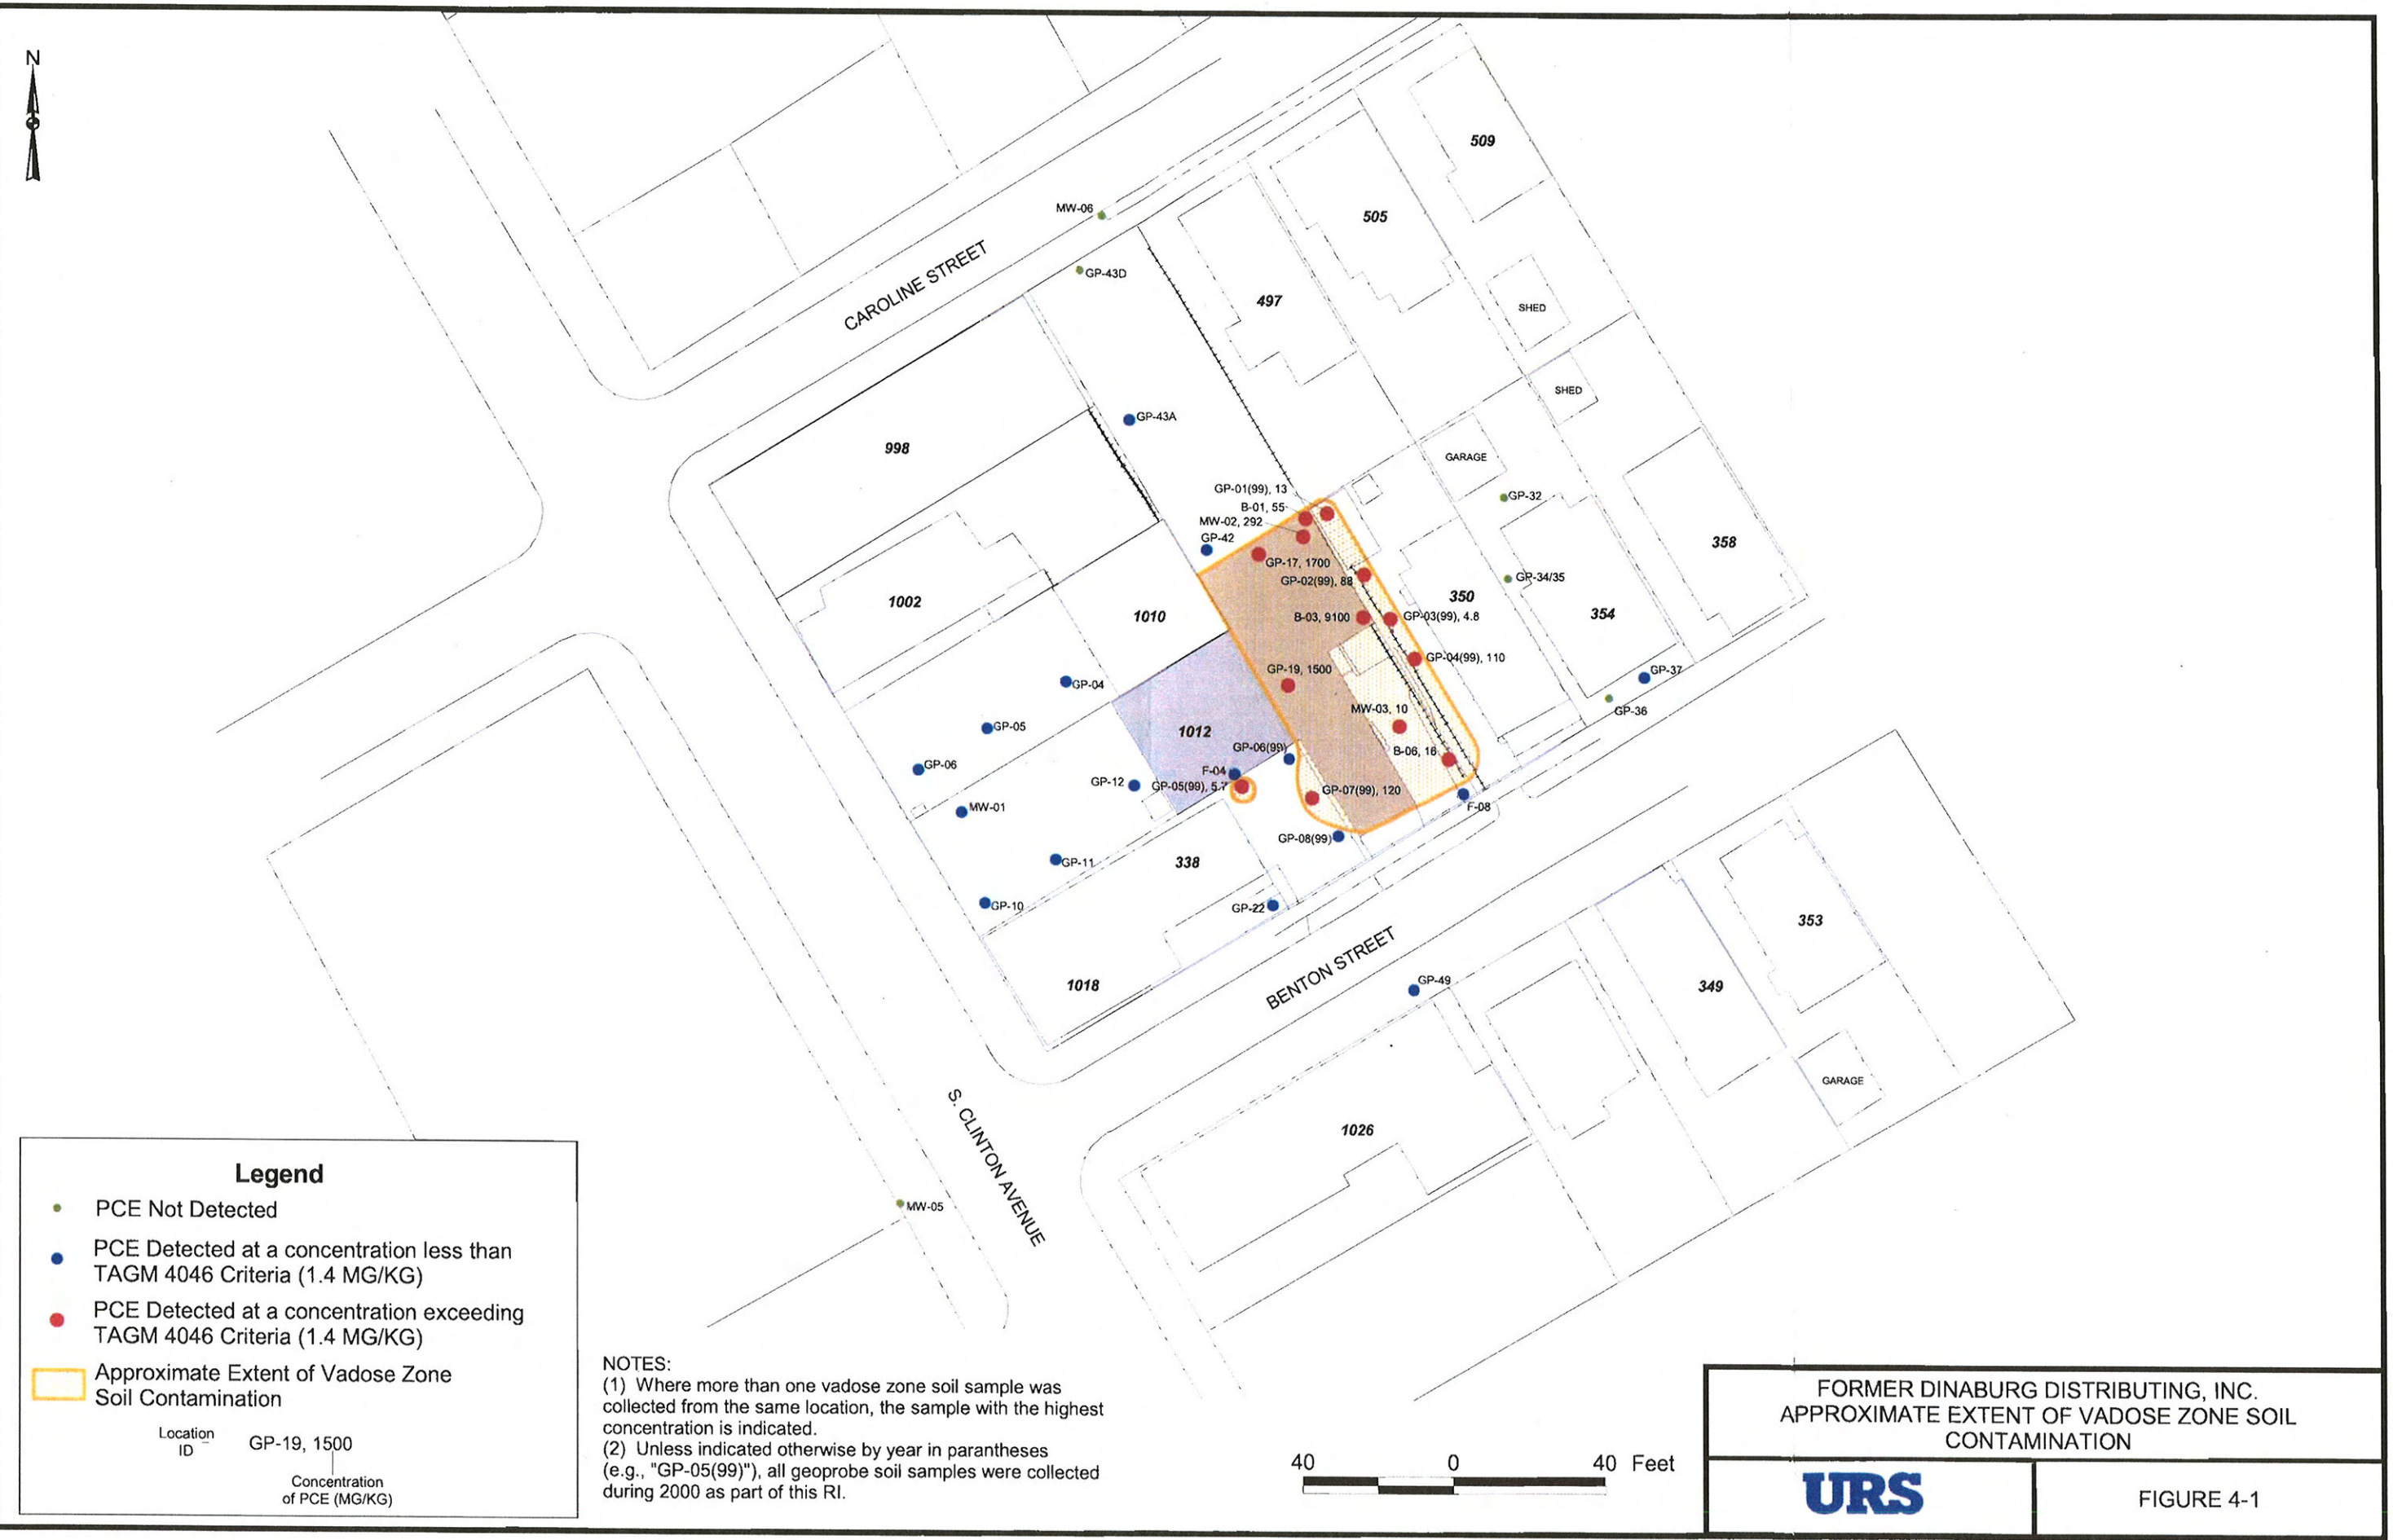 N
509
505
MW-06
GP-43D
CAROLINE STREET
497
SHED
SHED
GP-43A
998
GARAGE
GP-01(99), 13
B-01, 55
MW-02, 292
GP-42
GP-32
358
GP-17, 1700
GP-02(99), 88
GP-34/35
350
1002
1010
B-03, 9100
GP-03(99), 4.8
354
GP-04(99), 110
GP-19, 1500
GP-37
GP-04
MW-03, 10
GP-36
GP-05
1012
GP-06(99)
B-06, 16
GP-06
F-04
GP-12
GP-05(99), 5.7
GP-07(99), 120
MW-01
F-08
GP-08(99)
GP-11
338
GP-10
GP-22
353
BENTON STREET
GP-49
1018
349
GARAGE
S. CLINTON AVENUE
1026
MW-05
Legend
PCE Not Detected
PCE Detected at a concentration less than
TAGM 4046 Criteria (1.4 MG/KG)
PCE Detected at a concentration exceeding
TAGM 4046 Criteria (1.4 MG/KG)
Approximate Extent of Vadose Zone
Soil Contamination
Location
ID
GP-19, 1500
Concentration
of PCE (MG/KG)
NOTES:
(1) Where more than one vadose zone soil sample was
collected from the same location, the sample with the highest
concentration is indicated.
(2) Unless indicated otherwise by year in parantheses
(e.g., "GP-05(99)"), all geoprobe soil samples were collected
during 2000 as part of this RI.
40 0 40 Feet
FORMER DINABURG DISTRIBUTING, INC.
APPROXIMATE EXTENT OF VADOSE ZONE SOIL
CONTAMINATION
URS
FIGURE 4-1